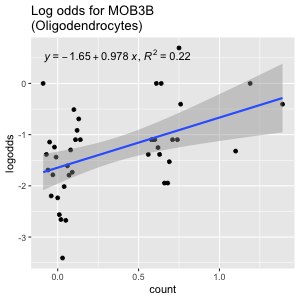 Log odds for MOB3B
(Oligodendrocytes)
y = −1.65+0.978 x, R² = 0.22
0
-1
-2
-3
logodds
0.0
0.5
1.0
count